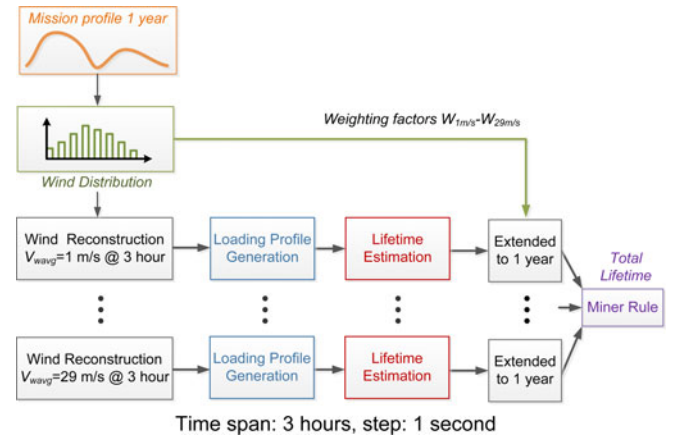 Mission profile 1 year
Weighting factors W1m/s-W29m/s
Wind Distribution
Wind Reconstruction
Vwavg=1 m/s @ 3 hour
Loading Profile
Generation
Lifetime
Estimation
Extended
to 1 year
Total
Lifetime
Miner Rule
Wind Reconstruction
Vwavg=29 m/s @ 3 hour
Loading Profile
Generation
Lifetime
Estimation
Extended
to 1 year
Time span: 3 hours, step: 1 second